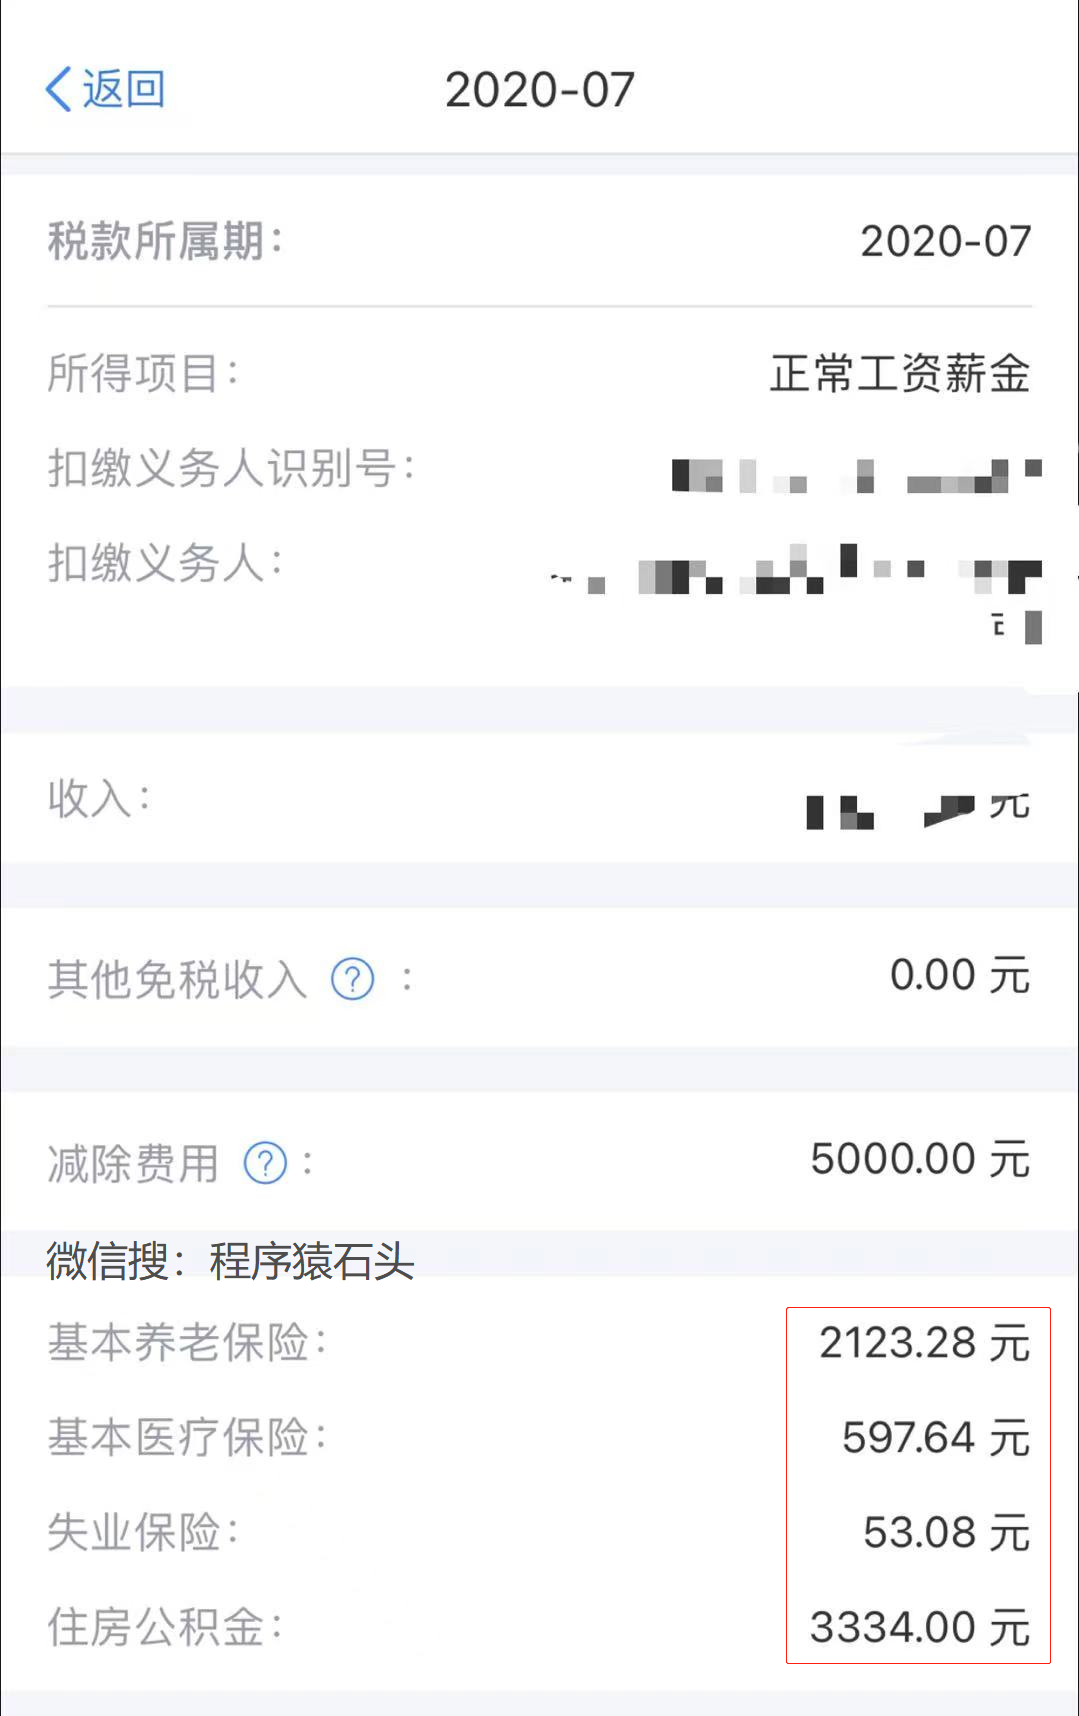 返回 2020-07
税款所属期： 2020-07
所得项目： 正常工资薪金
扣缴义务人识别号：
扣缴义务人：
收入： 元
其他免税收入 ? ： 0.00 元
减除费用 ? ： 5000.00 元
微信搜：程序猿石头
基本养老保险： 2123.28 元
基本医疗保险： 597.64 元
失业保险： 53.08 元
住房公积金： 3334.00 元